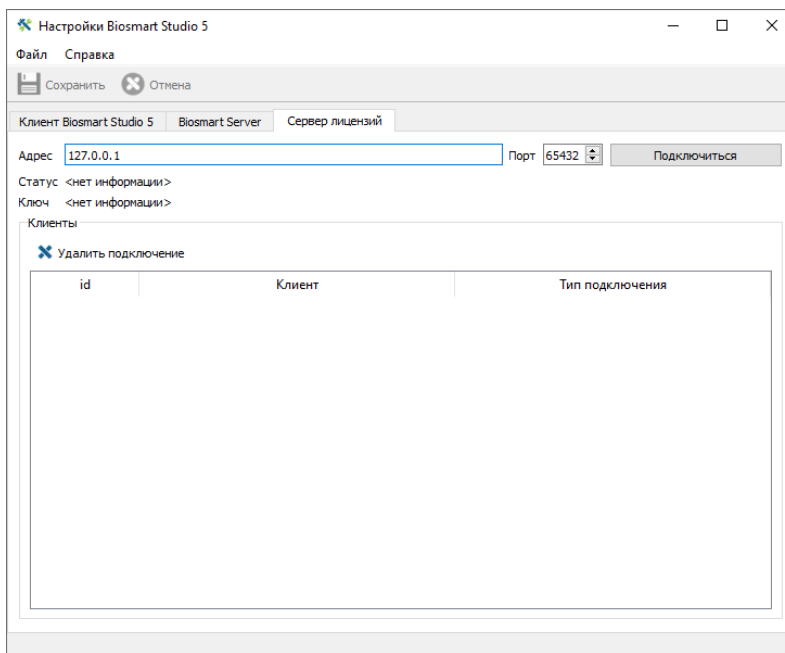 Настройки Biosmart Studio 5
Файл Справка
Сохранить Отмена
Клиент Biosmart Studio 5 Biosmart Server Сервер лицензий
Адрес 127.0.0.1 Порт 65432 Подключиться
Статус <нет информации>
Ключ <нет информации>
Клиенты
Удалить подключение
id Клиент Тип подключения